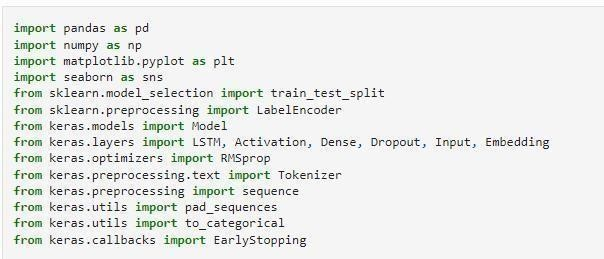 import pandas as pd
import numpy as np
import matplotlib.pyplot as plt
import seaborn as sns
from sklearn.model_selection import train_test_split
from sklearn.preprocessing import LabelEncoder
from keras.models import Model
from keras.layers import LSTM, Activation, Dense, Dropout, Input, Embedding
from keras.optimizers import RMSprop
from keras.preprocessing.text import Tokenizer
from keras.preprocessing import sequence
from keras.utils import pad_sequences
from keras.utils import to_categorical
from keras.callbacks import EarlyStopping